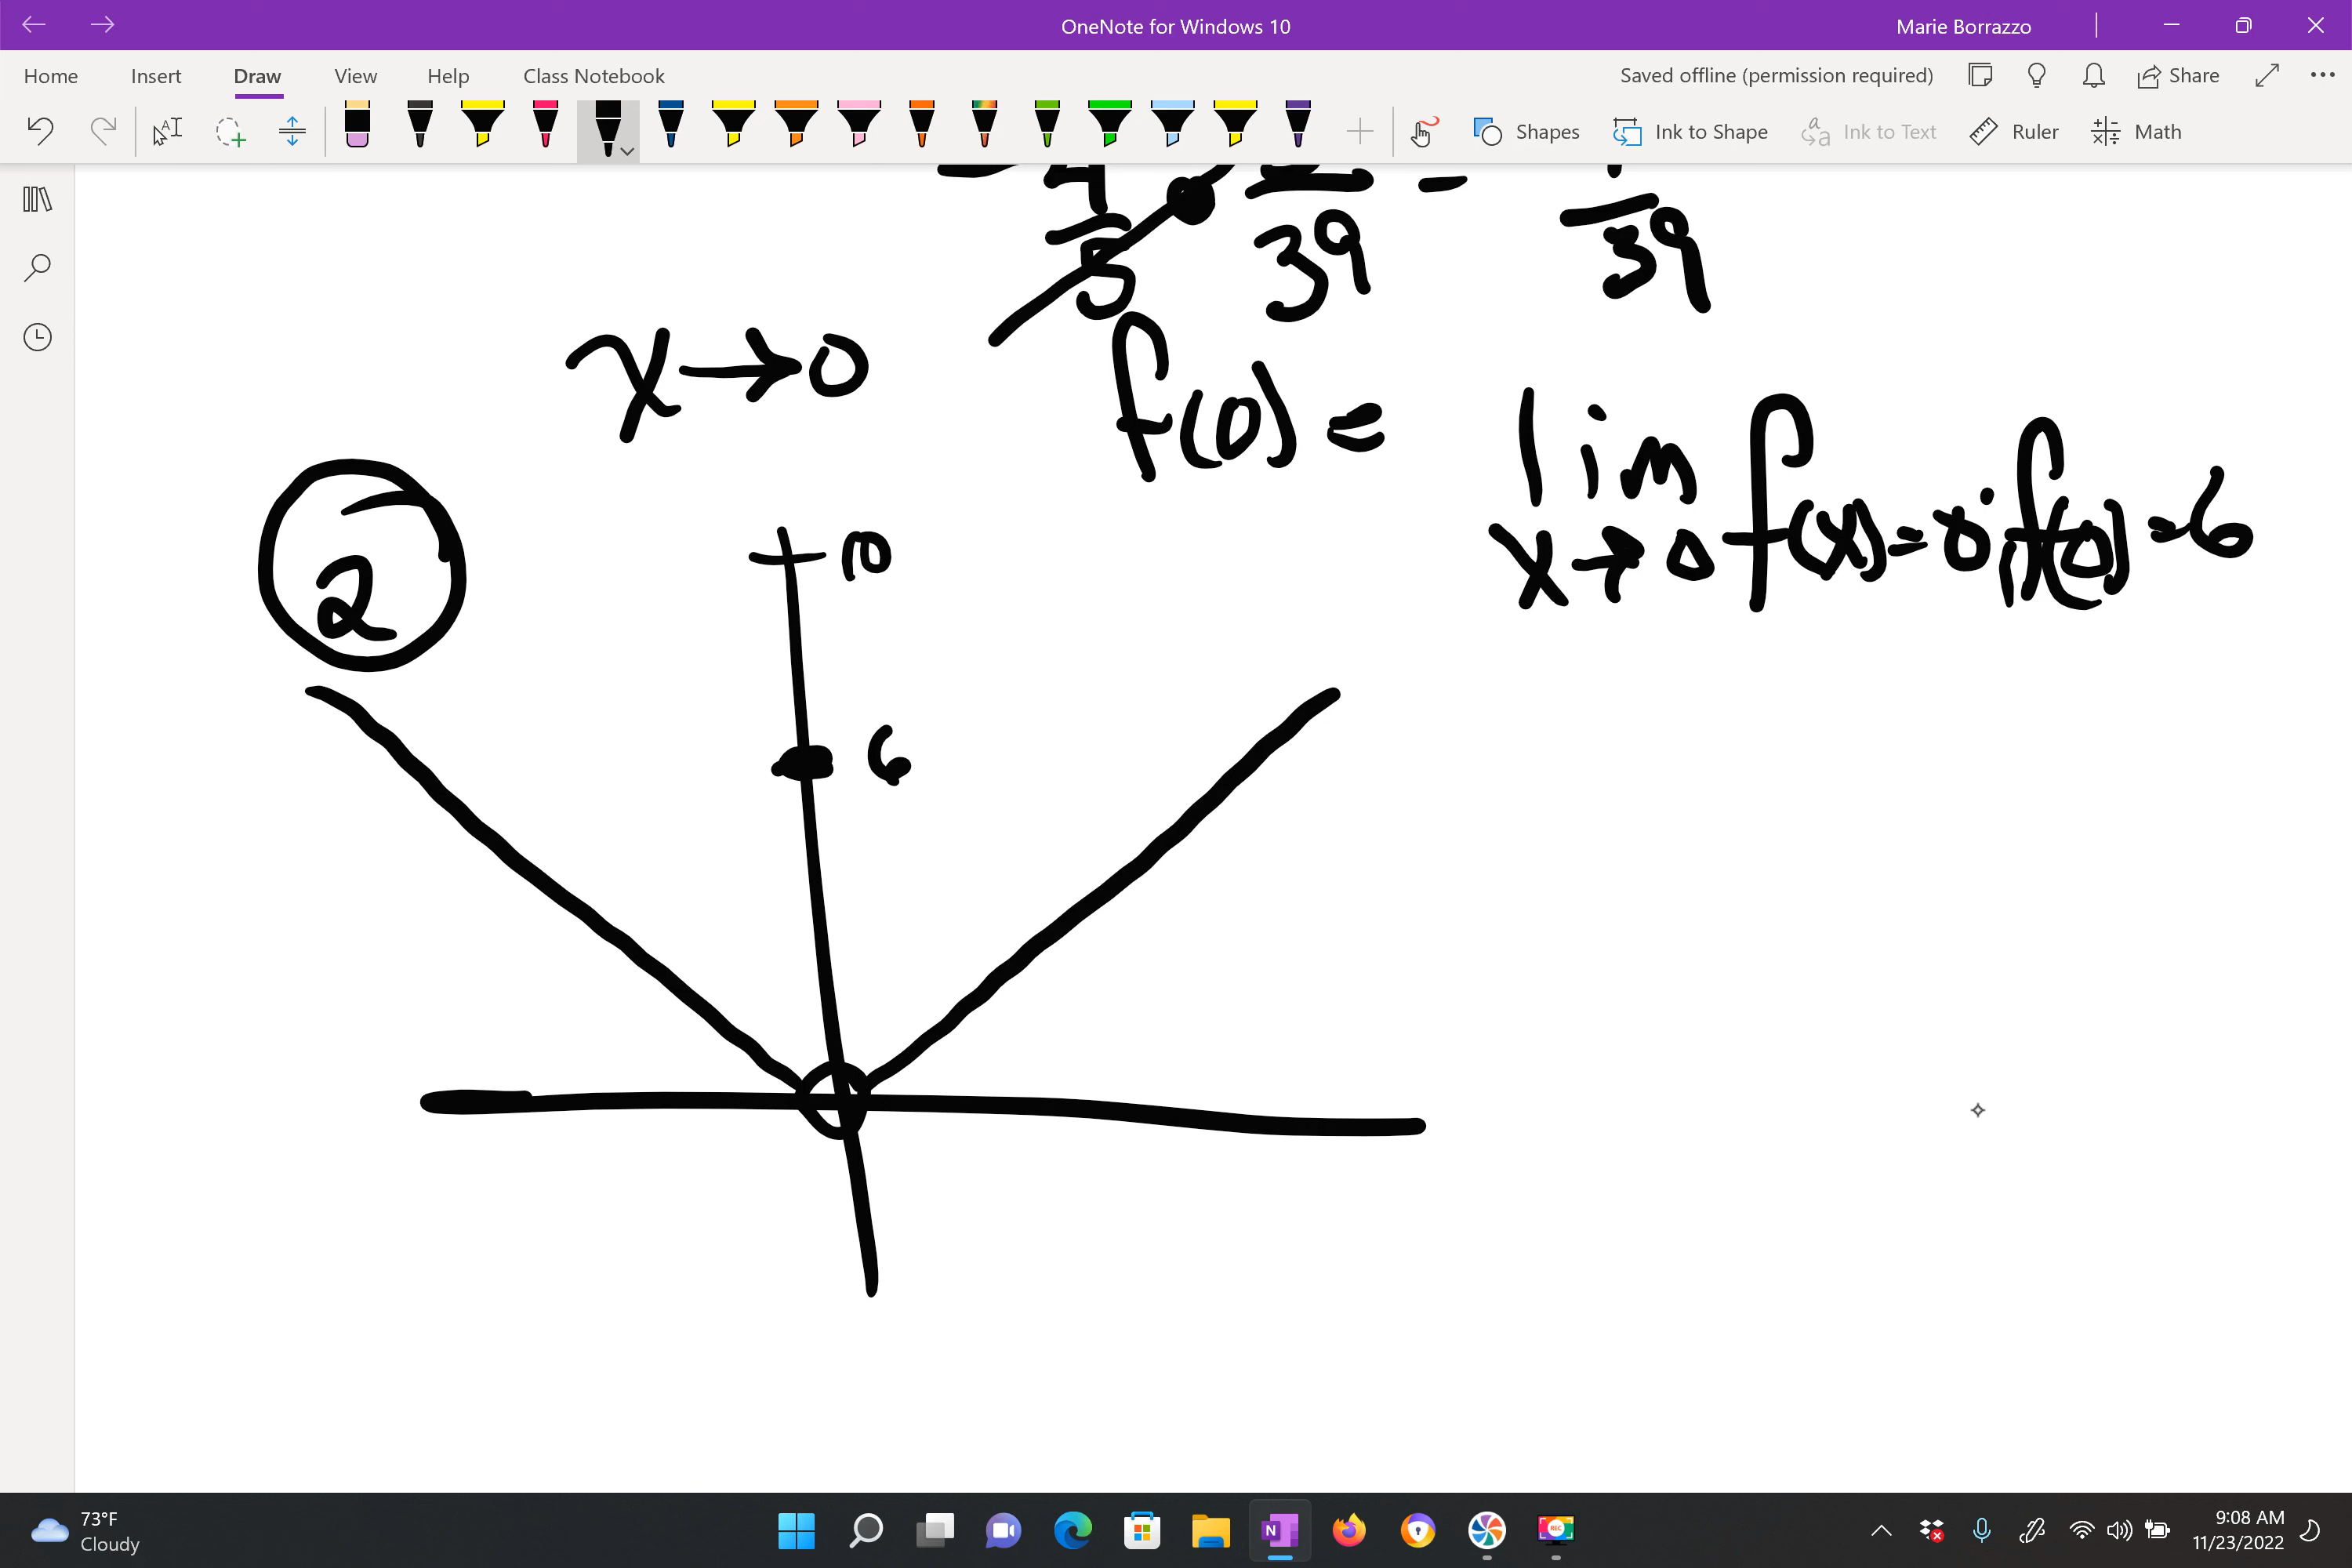 OneNote for Windows 10
Marie Borrazzo
Home Insert Draw View Help Class Notebook
Saved offline (permission required) Share
Shapes Ink to Shape Ink to Text Ruler Math
4/5 39 = 39
x→0 f(0) =
lim f(x)=0; f(0)=6
x→0
2
10
6
73°F
Cloudy
9:08 AM
11/23/2022